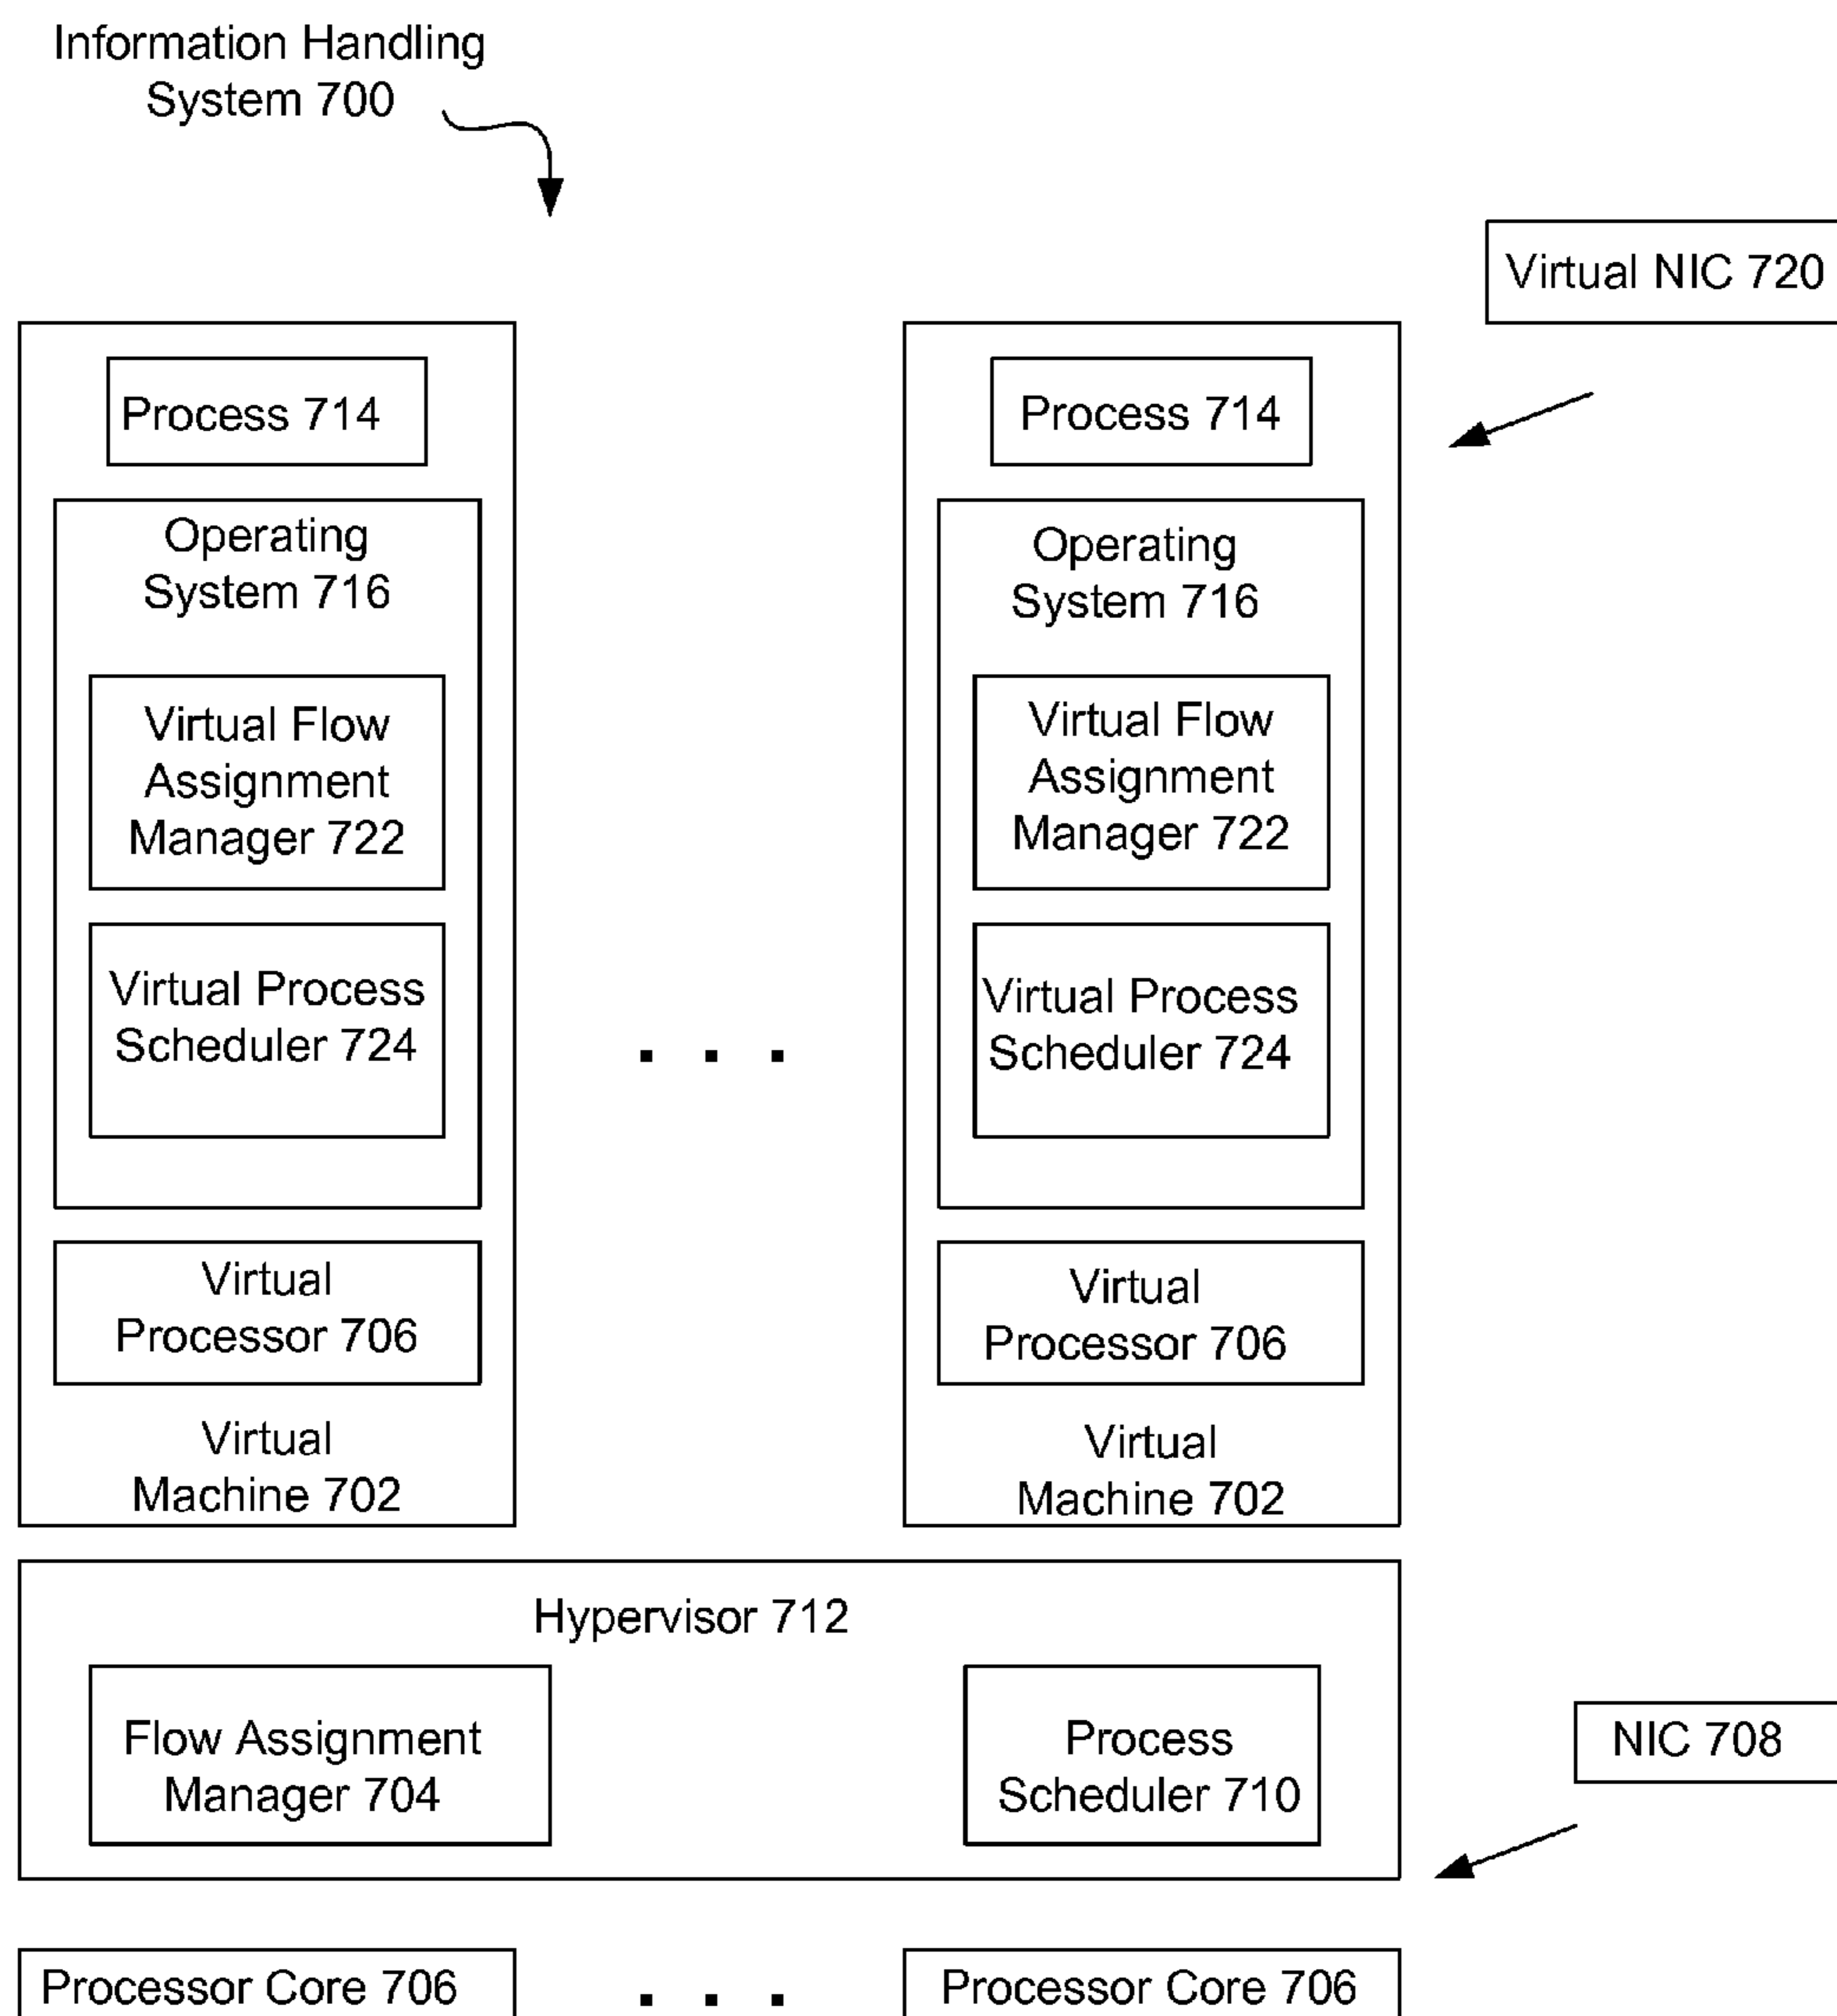 Information Handling
System 700
Virtual NIC 720
Process 714
Operating
System 716
Virtual Flow
Assignment
Manager 722
Virtual Process
Scheduler 724
Virtual
Processor 706
Virtual
Machine 702
. . .
Process 714
Operating
System 716
Virtual Flow
Assignment
Manager 722
Virtual Process
Scheduler 724
Virtual
Processor 706
Virtual
Machine 702
Hypervisor 712
Flow Assignment
Manager 704
Process
Scheduler 710
NIC 708
Processor Core 706
. . .
Processor Core 706